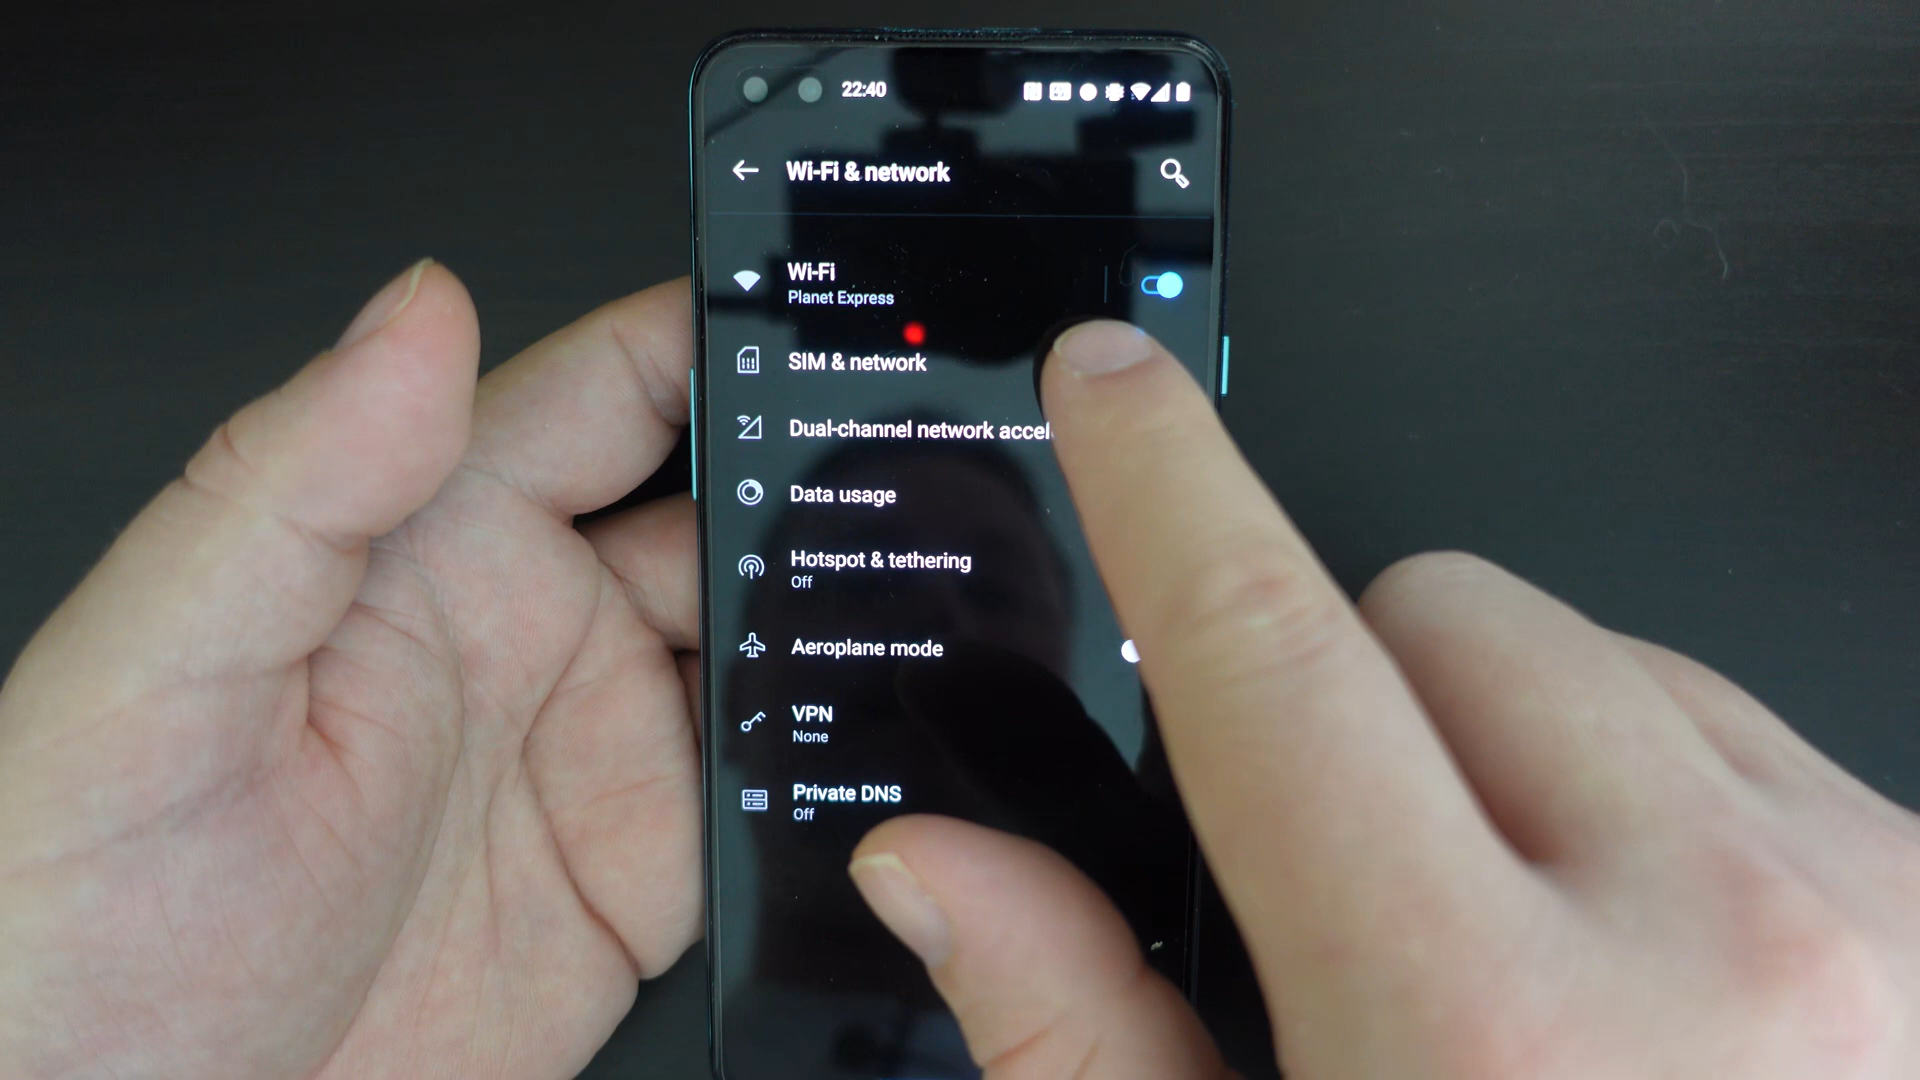 22:40
Wi-Fi & network
Wi-Fi
Planet Express
SIM & network
Dual-channel network accel
Data usage
Hotspot & tethering
Off
Aeroplane mode
VPN
None
Private DNS
Off